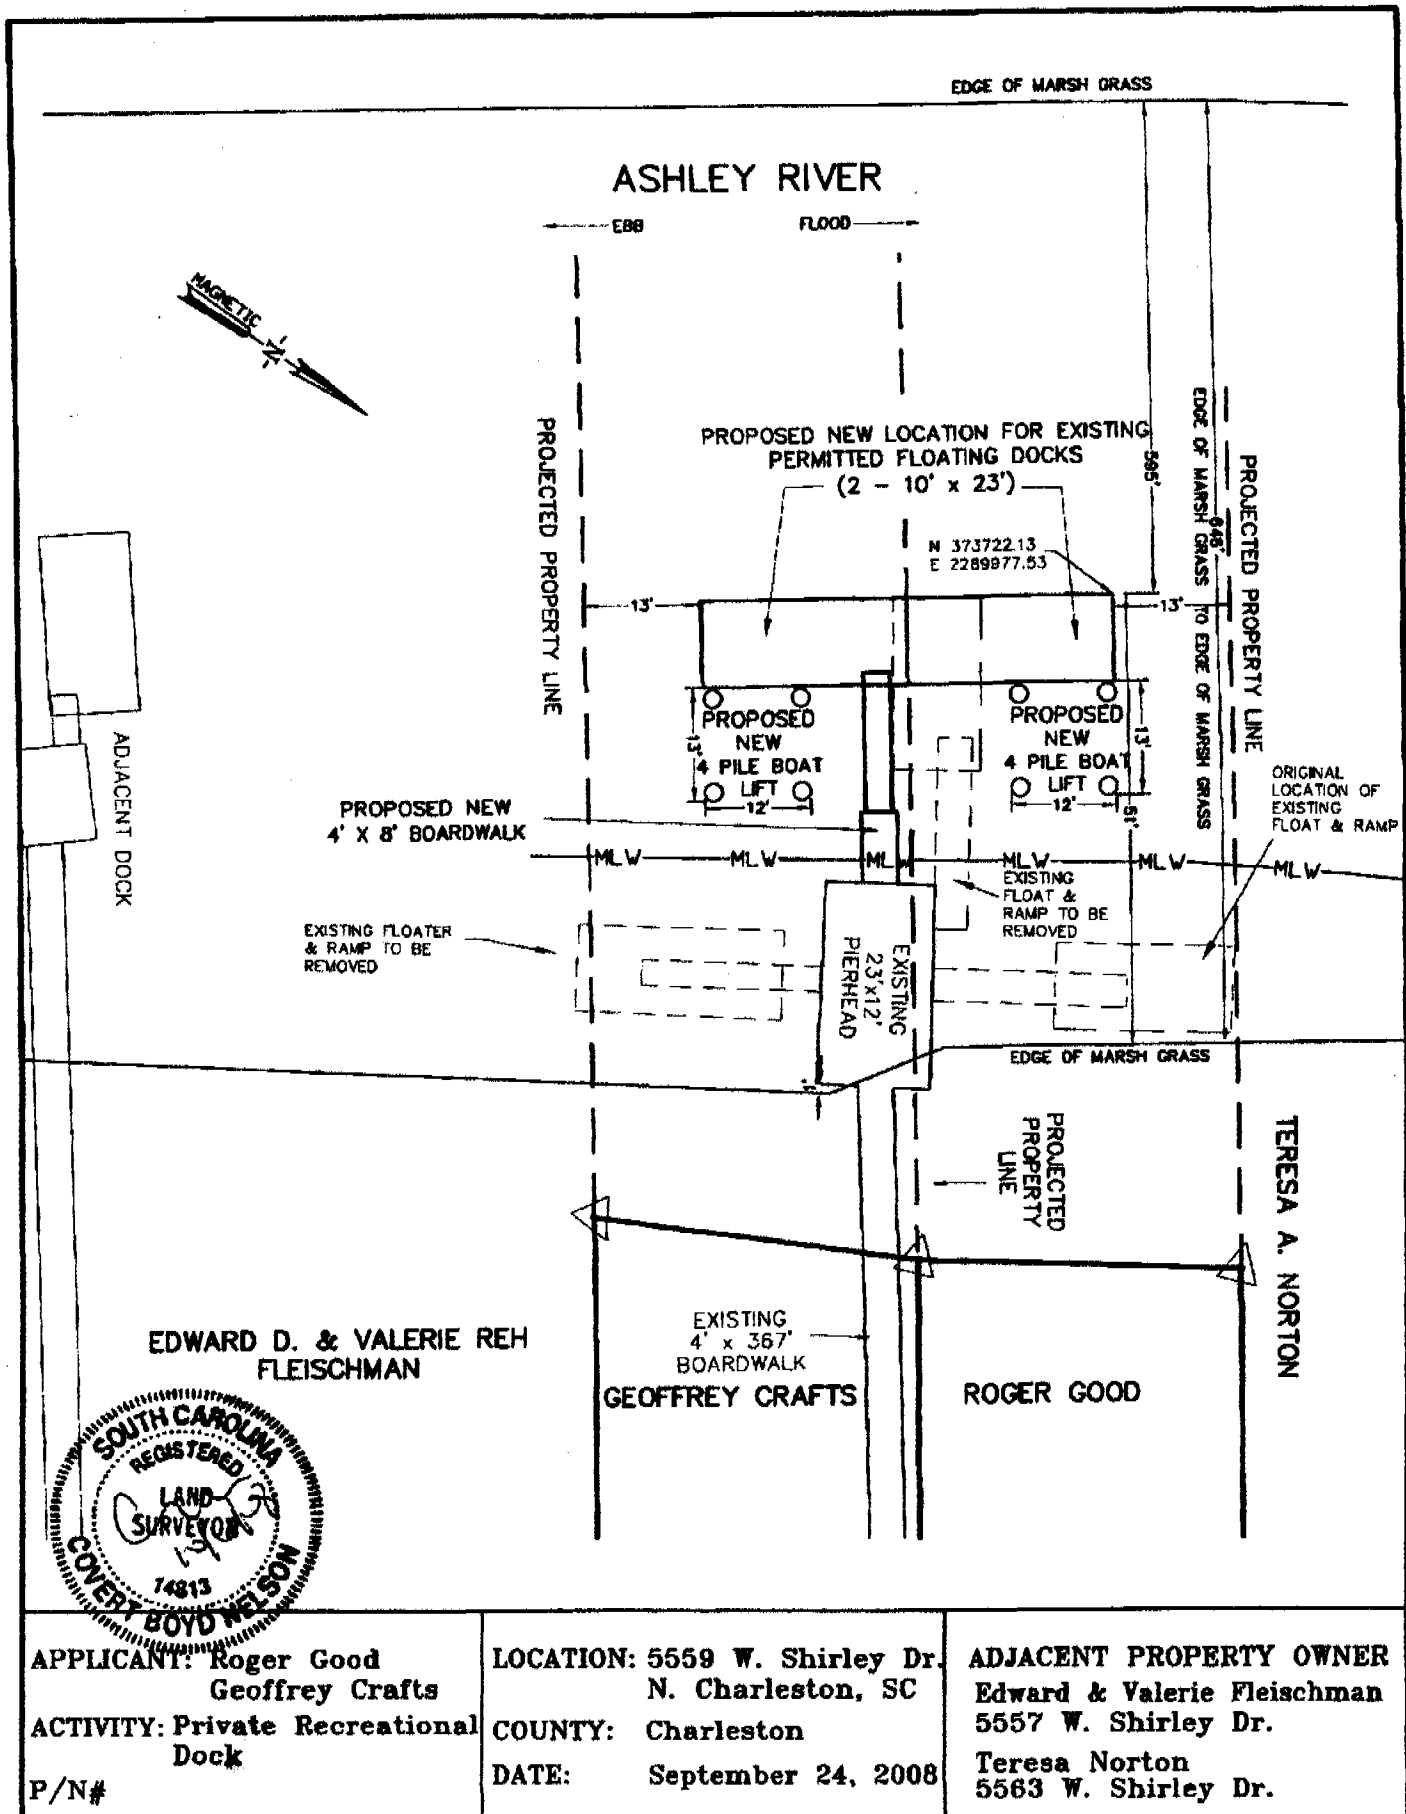 EDGE OF MARSH GRASS
ASHLEY RIVER
EBB
FLOOD
MAGNETIC
-N-
PROJECTED PROPERTY LINE
PROPOSED NEW LOCATION FOR EXISTING
PERMITTED FLOATING DOCKS
(2 - 10' x 23')
595'
EDGE OF MARSH GRASS TO EDGE OF MARSH GRASS
646'
PROJECTED PROPERTY LINE
N 373722.13
E 2289977.53
13'
13'
ADJACENT DOCK
PROPOSED
NEW
4 PILE BOAT
LIFT
13'
12'
PROPOSED
NEW
4 PILE BOAT
LIFT
13'
12'
51'
ORIGINAL
LOCATION OF
EXISTING
FLOAT & RAMP
PROPOSED NEW
4' X 8' BOARDWALK
MLW MLW MLW MLW MLW MLW
EXISTING
FLOAT &
RAMP TO BE
REMOVED
EXISTING FLOATER
& RAMP TO BE
REMOVED
EXISTING
23'x12'
PIERHEAD
EDGE OF MARSH GRASS
PROJECTED
PROPERTY
LINE
TERESA A. NORTON
EDWARD D. & VALERIE REH
FLEISCHMAN
EXISTING
4' x 367'
BOARDWALK
GEOFFREY CRAFTS
ROGER GOOD
SOUTH CAROLINA
REGISTERED
LAND
SURVEYOR
14813
COVERT BOYD NELSON
APPLICANT: Roger Good
Geoffrey Crafts
ACTIVITY: Private Recreational
Dock
P/N#
LOCATION: 5559 W. Shirley Dr.
N. Charleston, SC
COUNTY: Charleston
DATE: September 24, 2008
ADJACENT PROPERTY OWNER
Edward & Valerie Fleischman
5557 W. Shirley Dr.
Teresa Norton
5563 W. Shirley Dr.